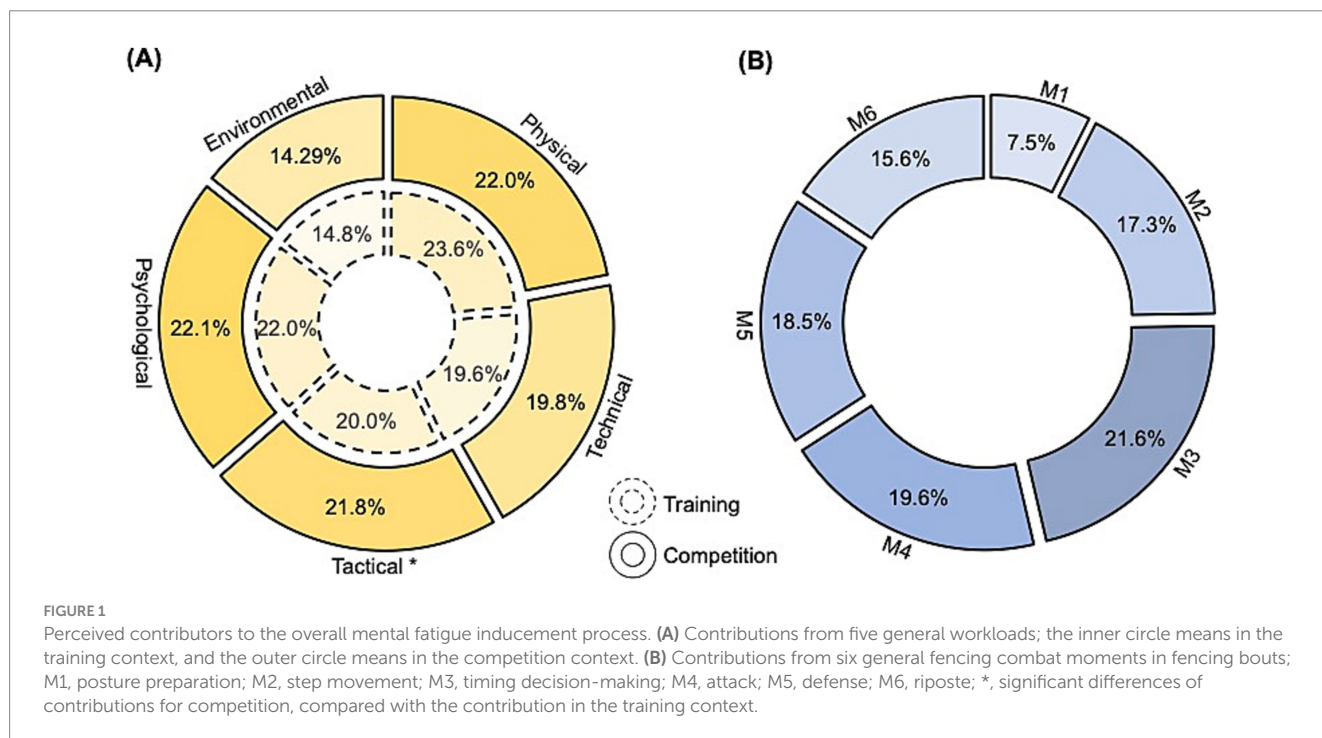 (A)
Environmental
Physical
14.29%
22.0%
14.8%
23.6%
Psychological
22.1%
22.0%
19.6%
Technical
19.8%
20.0%
21.8%
Tactical *
Training
Competition
(B)
M1
M6
7.5%
15.6%
M2
17.3%
M5
18.5%
21.6%
M3
19.6%
M4
FIGURE 1
Perceived contributors to the overall mental fatigue inducement process. (A) Contributions from five general workloads; the inner circle means in the
training context, and the outer circle means in the competition context. (B) Contributions from six general fencing combat moments in fencing bouts;
M1, posture preparation; M2, step movement; M3, timing decision-making; M4, attack; M5, defense; M6, riposte; *, significant differences of
contributions for competition, compared with the contribution in the training context.